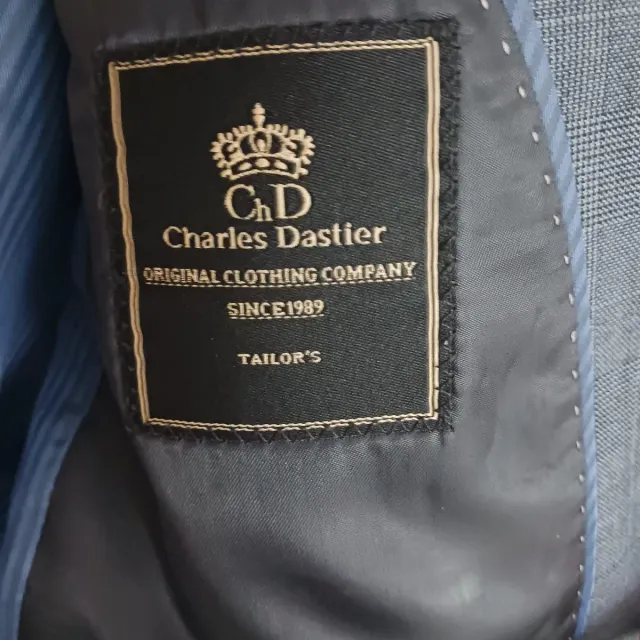 ChD
Charles Dastier
ORIGINAL CLOTHING COMPANY
SINCE1989
TAILOR'S